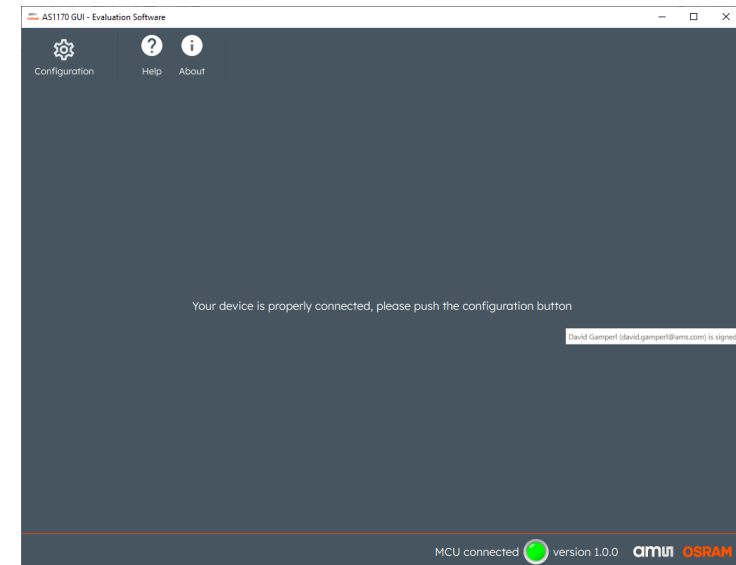 AS1170 GUI - Evaluation Software
Configuration
Help
About
Your device is properly connected, please push the configuration button
David Gamperl (david.gamperl@ams.com) is signed
MCU connected
version 1.0.0
amu OSRAM